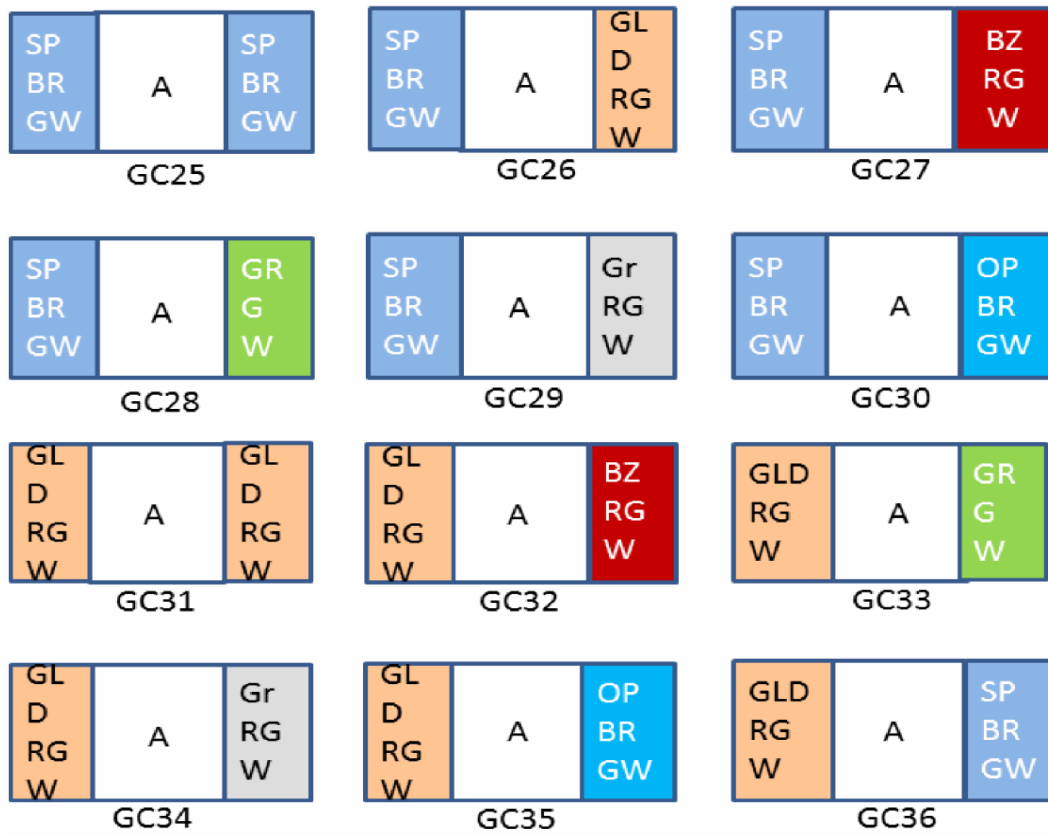 SP
BR
GW
A
SP
BR
GW
GC25
SP
BR
GW
A
GL
D
RG
W
GC26
SP
BR
GW
A
BZ
RG
W
GC27
SP
BR
GW
A
GR
G
W
GC28
SP
BR
GW
A
Gr
RG
W
GC29
SP
BR
GW
A
OP
BR
GW
GC30
GL
D
RG
W
A
GL
D
RG
W
GC31
GL
D
RG
W
A
BZ
RG
W
GC32
GLD
RG
W
A
GR
G
W
GC33
GL
D
RG
W
A
Gr
RG
W
GC34
GL
D
RG
W
A
OP
BR
GW
GC35
GLD
RG
W
A
SP
BR
GW
GC36